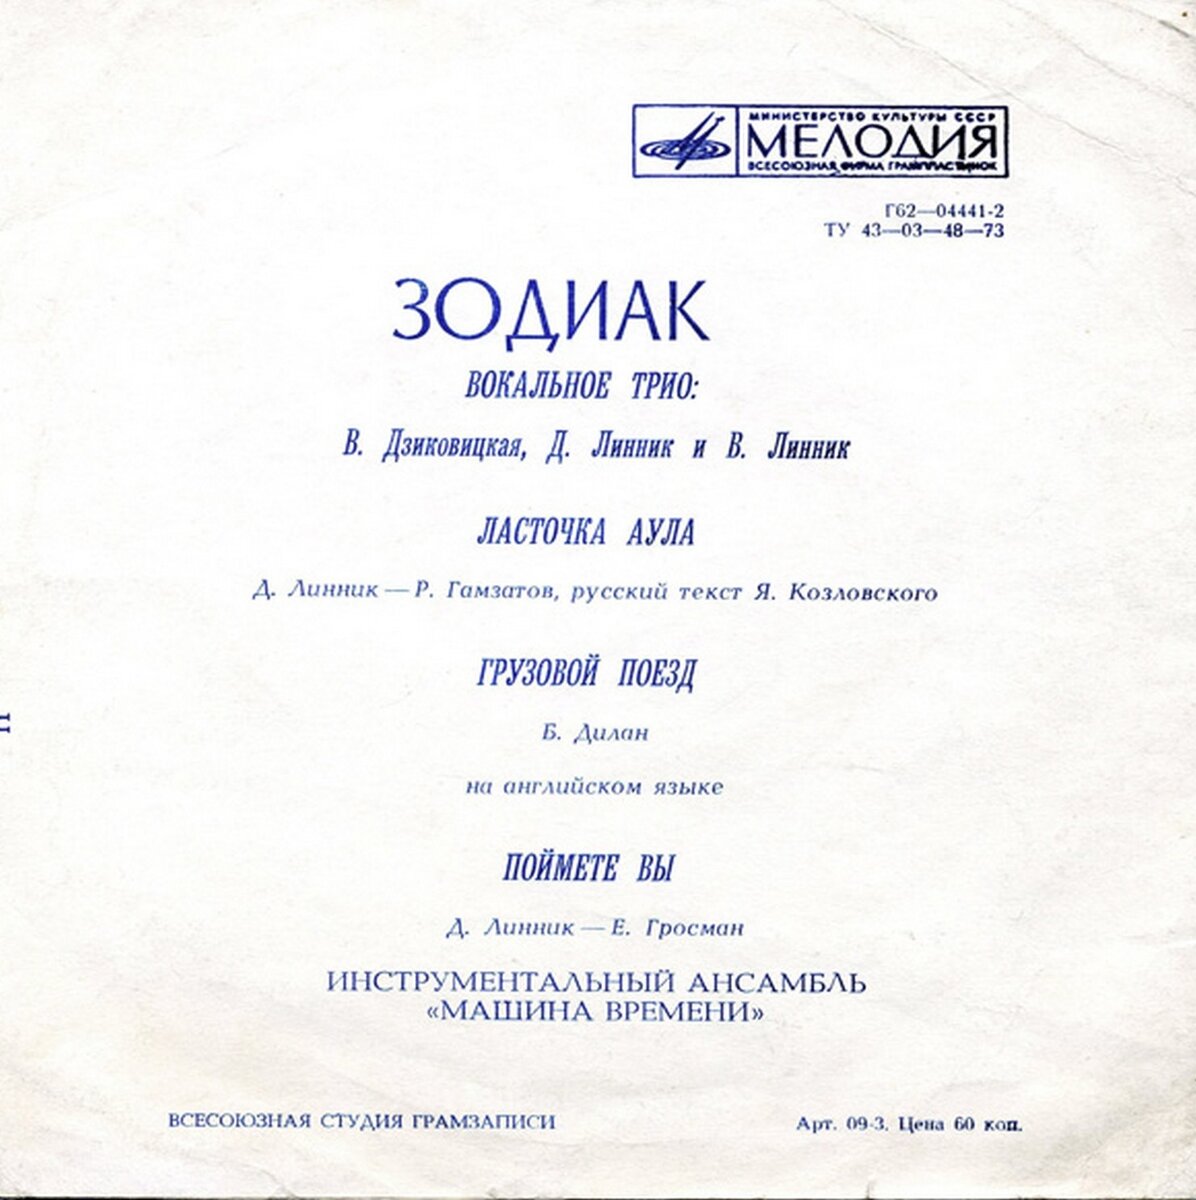 МИНИСТЕРСТВО КУЛЬТУРЫ СССР
МЕЛОДИЯ
ВСЕСОЮЗНАЯ ФИРМА ГРАМПЛАСТИНОК
Г62—04441-2
ТУ 43—03—48—73
ЗОДИАК
ВОКАЛЬНОЕ ТРИО:
В. Дзиковицкая, Д. Линник и В. Линник
ЛАСТОЧКА АУЛА
Д. Линник — Р. Гамзатов, русский текст Я. Козловского
ГРУЗОВОЙ ПОЕЗД
Б. Дилан
на английском языке
ПОЙМЕТЕ ВЫ
Д. Линник — Е. Гросман
ИНСТРУМЕНТАЛЬНЫЙ АНСАМБЛЬ
«МАШИНА ВРЕМЕНИ»
ВСЕСОЮЗНАЯ СТУДИЯ ГРАМЗАПИСИ
Арт. 09-3. Цена 60 коп.